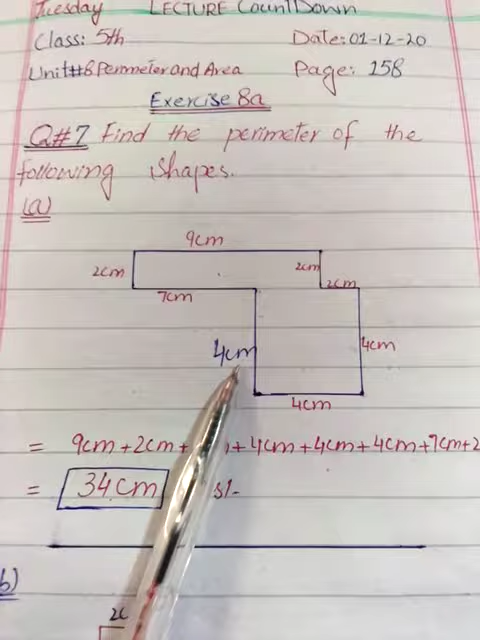 Tuesday LECTURE CountDown
Class: 5th Date: 01-12-20
Unit#8 Perimeter and Area Page: 158
Exercise 8a
Q#7 Find the perimeter of the
following shapes.
(a)
9cm
2cm 2cm
2cm
7cm
4cm 4cm
4cm
= 9cm+2cm+ +4cm+4cm+4cm+7cm+2
= 34cm
b)